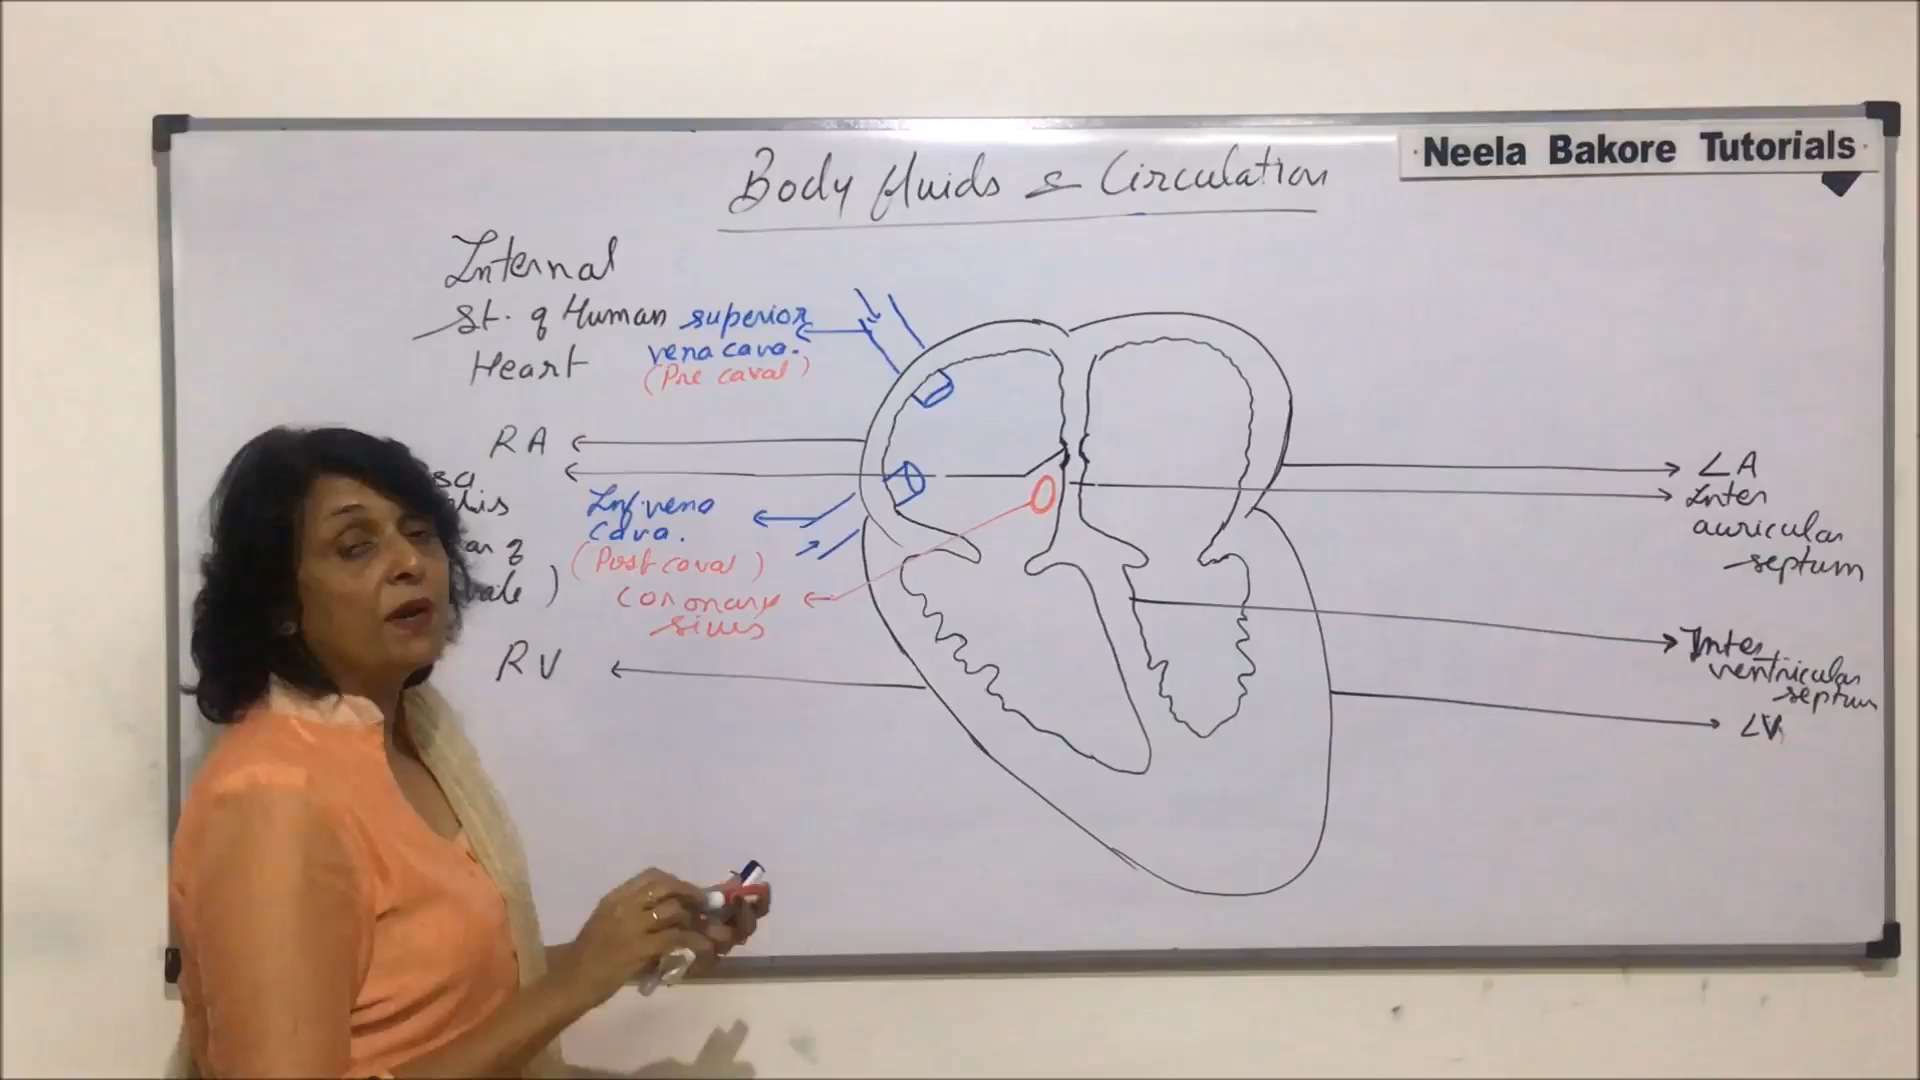 Neela Bakore Tutorials
Body fluids & Circulation
Internal
St. of Human
Heart
superior
vena cava.
(Pre caval)
RA
Inf. vena
cava.
(Post caval)
coronary
sinus
RV
LA
Inter
auricular
septum
Inter
ventricular
septum
LV